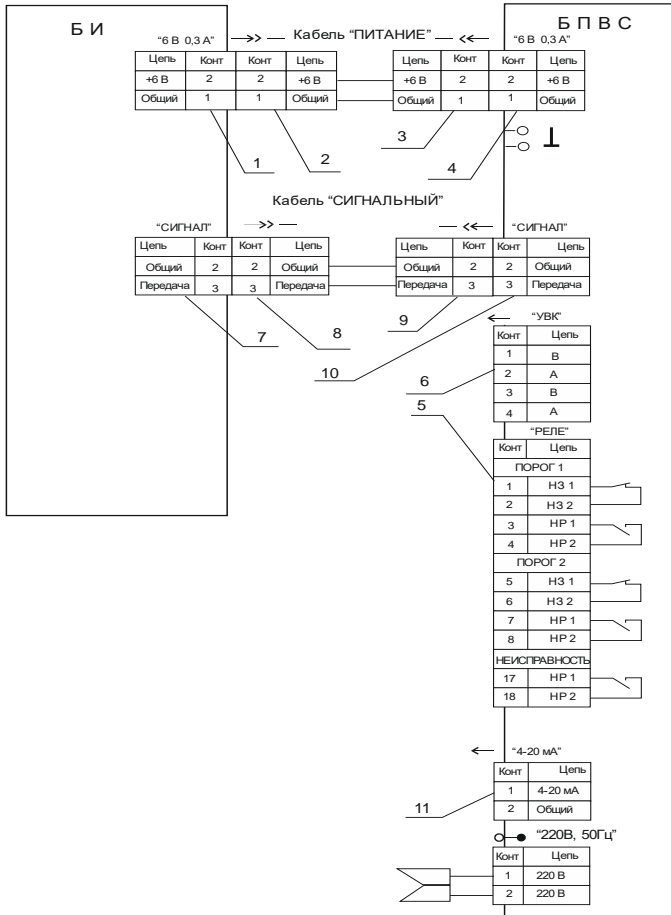 Б И
Б П В С
“6 В 0,3 А”
Кабель “ПИТАНИЕ”
“6 В 0,3 А”
Цепь Конт Конт Цепь
+6 В 2 2 +6 В
Общий 1 1 Общий
Цепь Конт Конт Цепь
+6 В 2 2 +6 В
Общий 1 1 Общий
1
2
3
4
Кабель “СИГНАЛЬНЫЙ”
“СИГНАЛ”
“СИГНАЛ”
Цепь Конт Конт Цепь
Общий 2 2 Общий
Передача 3 3 Передача
Цепь Конт Конт Цепь
Общий 2 2 Общий
Передача 3 3 Передача
7
8
9
10
“УВК”
Конт Цепь
1 В
2 А
3 В
4 А
6
5
“РЕЛЕ”
Конт Цепь
ПОРОГ 1
1 НЗ 1
2 НЗ 2
3 НР 1
4 НР 2
ПОРОГ 2
5 НЗ 1
6 НЗ 2
7 НР 1
8 НР 2
НЕИСПРАВНОСТЬ
17 НР 1
18 НР 2
“4-20 мА”
Конт Цепь
1 4-20 мА
2 Общий
11
“220В, 50Гц”
Конт Цепь
1 220 В
2 220 В